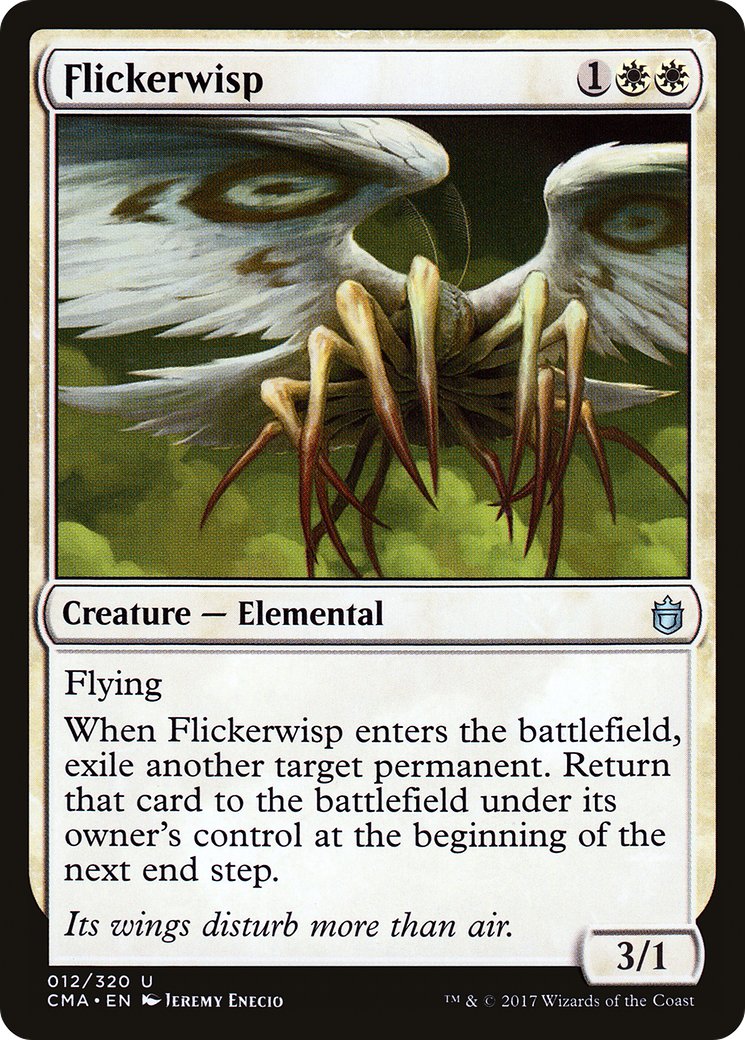 Flickerwisp 1
Creature — Elemental
Flying
When Flickerwisp enters the battlefield,
exile another target permanent. Return
that card to the battlefield under its
owner's control at the beginning of the
next end step.
Its wings disturb more than air.
3/1
012/320 U
CMA • EN Jeremy Enecio
™ & © 2017 Wizards of the Coast